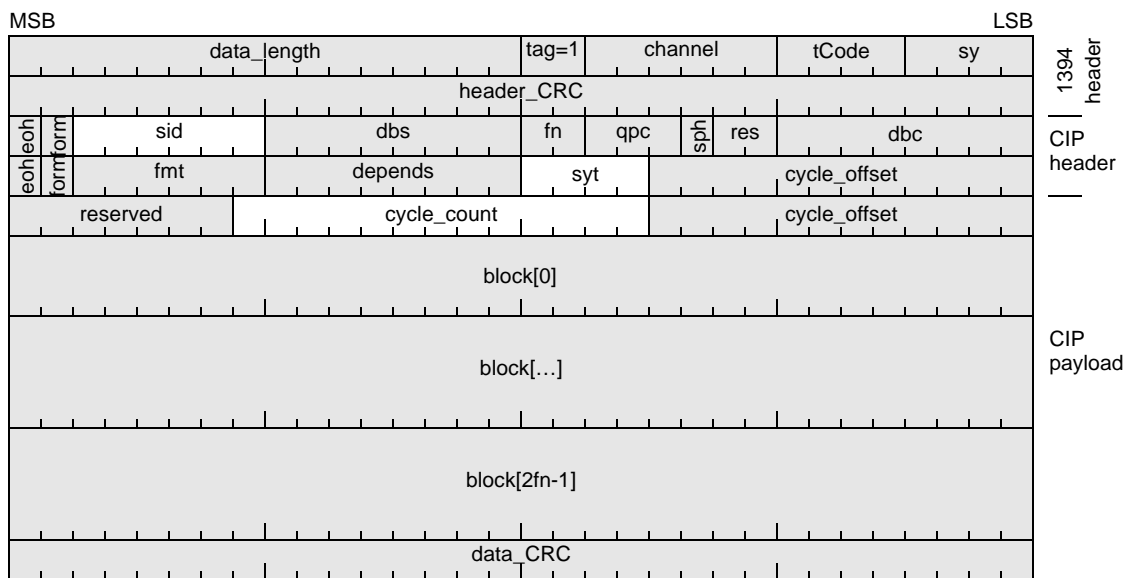 MSB LSB
data_length tag=1 channel tCode sy
1394 header
header_CRC
eoh form sid dbs fn qpc sph res dbc
CIP header
eoh form fmt depends syt cycle_offset
reserved cycle_count cycle_offset
block[0]
block[…]
CIP payload
block[2fn-1]
data_CRC